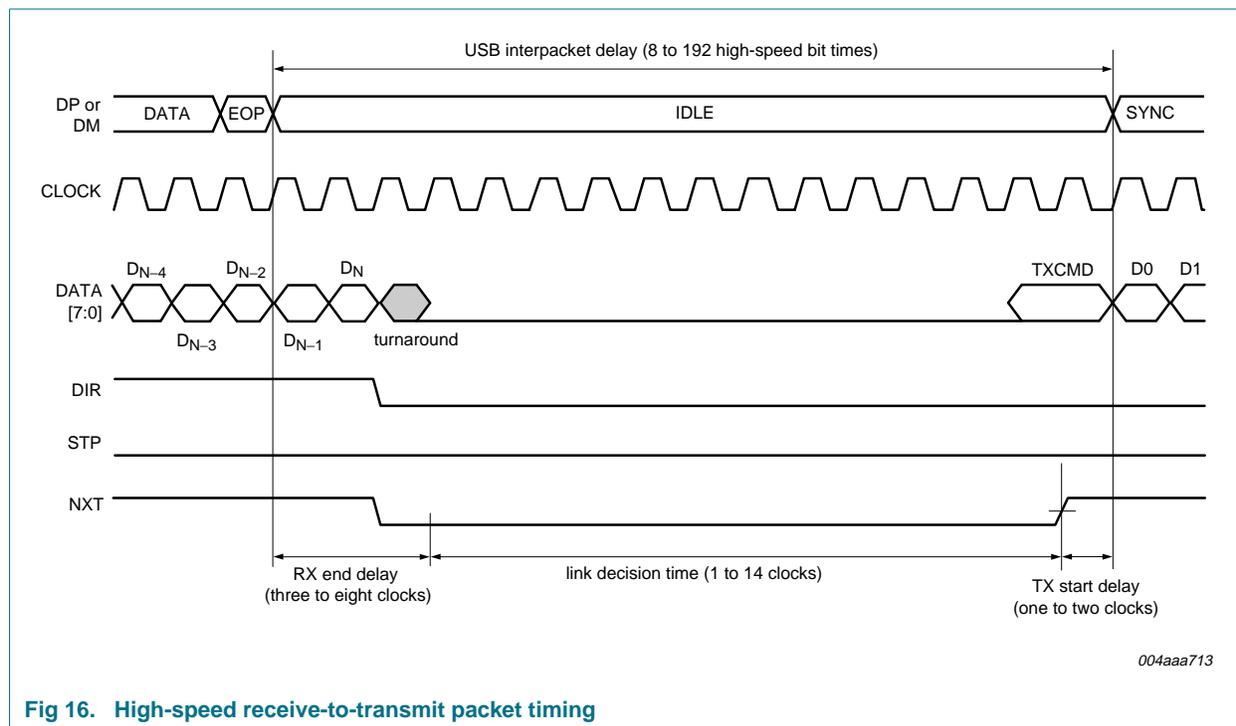 USB interpacket delay (8 to 192 high-speed bit times)
DP or
DM
DATA
EOP
IDLE
SYNC
CLOCK
DATA
[7:0]
DN–4
DN–3
DN–2
DN–1
DN
turnaround
TXCMD
D0
D1
DIR
STP
NXT
RX end delay
(three to eight clocks)
link decision time (1 to 14 clocks)
TX start delay
(one to two clocks)
004aaa713
Fig 16. High-speed receive-to-transmit packet timing